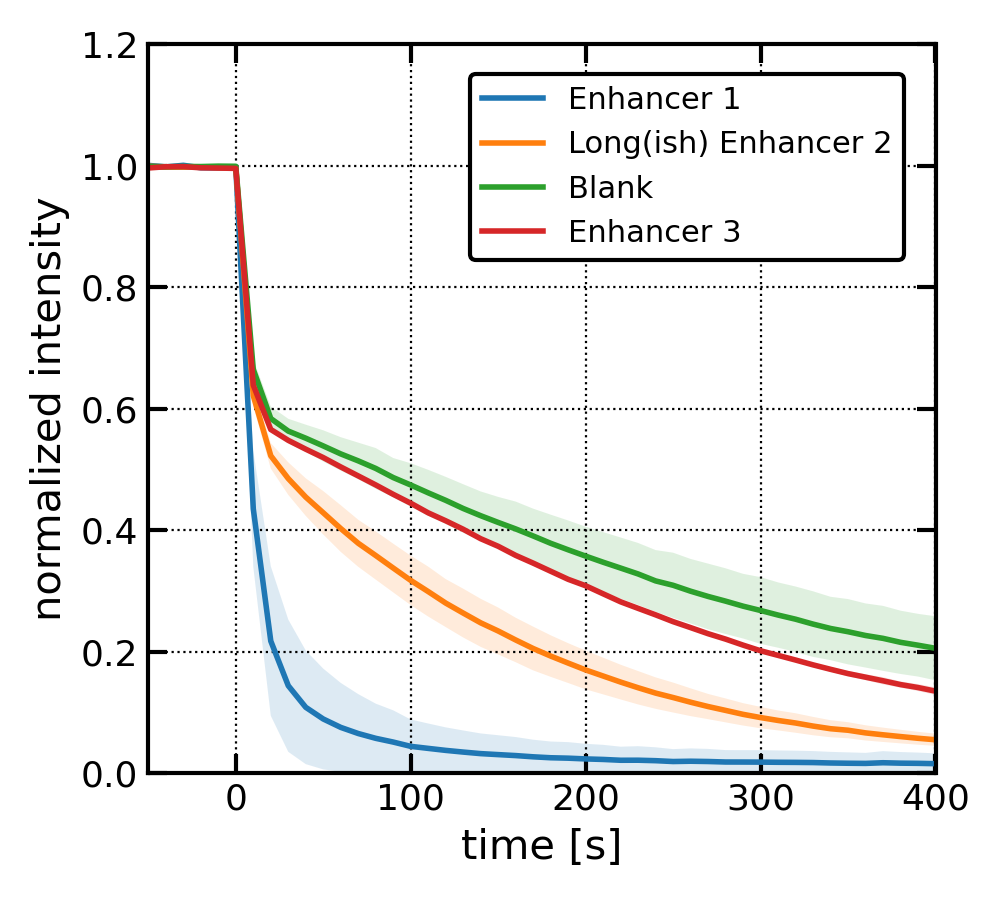 1.2
1.0
0.8
0.6
0.4
0.2
0.0
normalized intensity
Enhancer 1
Long(ish) Enhancer 2
Blank
Enhancer 3
0 100 200 300 400
time [s]